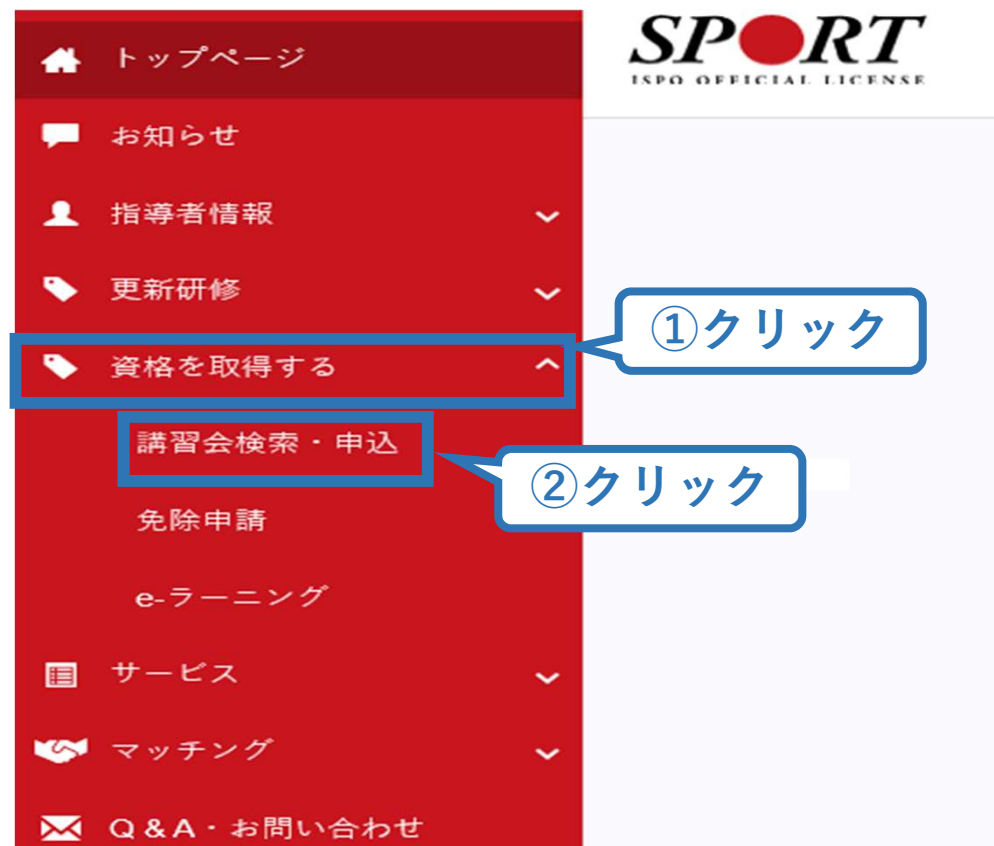 トップページ
SPORT
ISPO OFFICIAL LICENSE
お知らせ
指導者情報
更新研修
①クリック
資格を取得する
講習会検索・申込
②クリック
免除申請
e-ラーニング
サービス
マッチング
Q&A・お問い合わせ